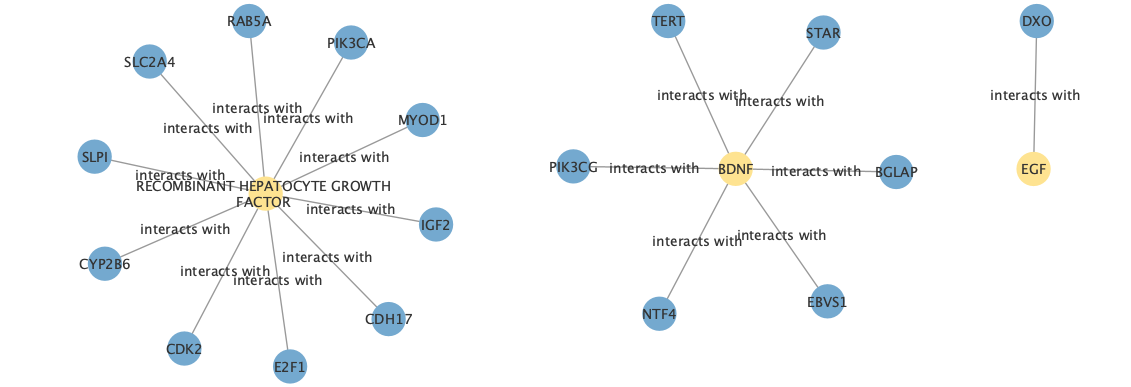 RAB5A
PIK3CA
SLC2A4
interacts with
interacts with
interacts with
MYOD1
interacts with
SLPI
interacts with
RECOMBINANT HEPATOCYTE GROWTH
FACTOR
interacts with
IGF2
interacts with
CYP2B6
interacts with
interacts with
interacts with
CDH17
CDK2
E2F1
TERT
STAR
interacts with
interacts with
PIK3CG
interacts with
BDNF
interacts with
BGLAP
interacts with
interacts with
NTF4
EBVS1
DXO
interacts with
EGF